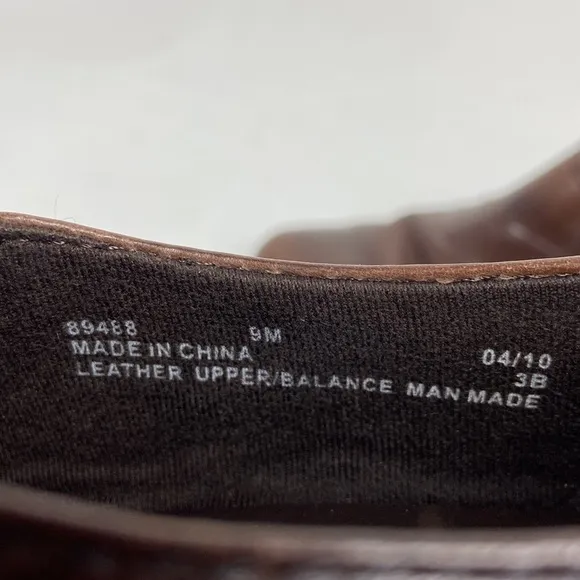 89488 9M 04/10
MADE IN CHINA 3B
LEATHER UPPER/BALANCE MAN MADE